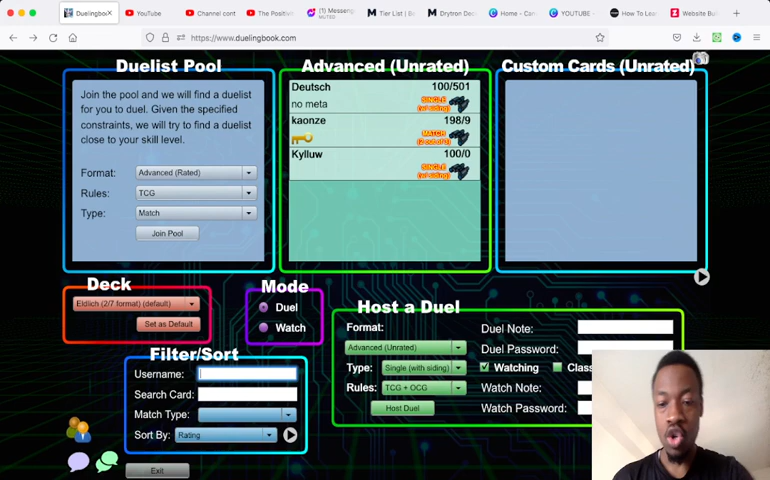 Duelingbook
YouTube
Channel cont
The Positivit
(1) Messeng
MUTED
Tier List | Bo
Drytron Deck
Home - Can
YOUTUBE -
How To Lear
Website Buil
https://www.duelingbook.com
Duelist Pool
Join the pool and we will find a duelist
for you to duel. Given the specified
constraints, we will try to find a duelist
close to your skill level.
Format: Advanced (Rated)
Rules: TCG
Type: Match
Join Pool
Advanced (Unrated)
Deutsch 100/501
no meta SINGLE
(w/ siding)
kaonze 198/9
MATCH
(2 out of 3)
Kylluw 100/0
SINGLE
(w/ siding)
Custom Cards (Unrated)
Deck
Eldlich (2/7 format) (default)
Set as Default
Mode
Duel
Watch
Filter/Sort
Username:
Search Card:
Match Type:
Sort By: Rating
Exit
Host a Duel
Format:
Advanced (Unrated)
Type: Single (with siding)
Rules: TCG + OCG
Host Duel
Duel Note:
Duel Password:
Watching Class
Watch Note:
Watch Password: